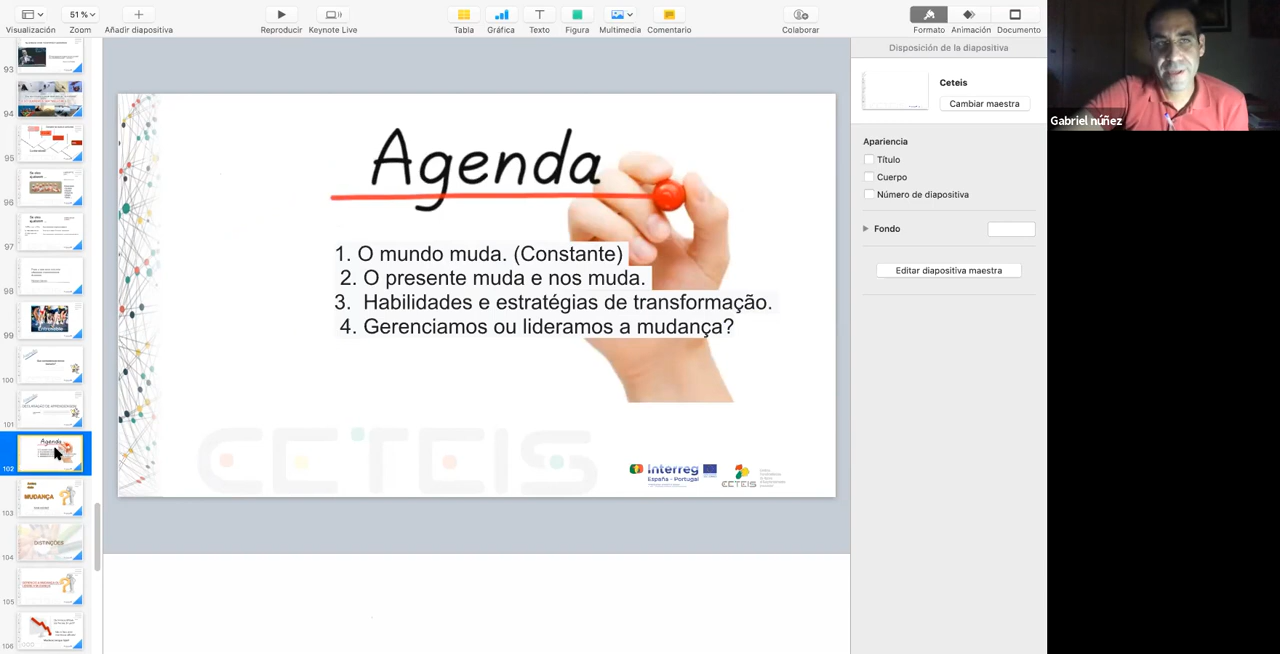 51 %
Visualización
Zoom
Añadir diapositiva
Reproducir
Keynote Live
Tabla
Gráfica
Texto
Figura
Multimedia
Comentario
Colaborar
Formato
Animación
Documento
93
94
95
96
97
98
99
100
101
102
103
104
105
106
Agenda
MUDANÇA
DISTINÇÕES
Agenda
1. O mundo muda. (Constante)
2. O presente muda e nos muda.
3. Habilidades e estratégias de transformação.
4. Gerenciamos ou lideramos a mudança?
CETEIS
Interreg
España - Portugal
CETEIS
Disposición de la diapositiva
Ceteis
Cambiar maestra
Apariencia
Título
Cuerpo
Número de diapositiva
Fondo
Editar diapositiva maestra
Gabriel núñez